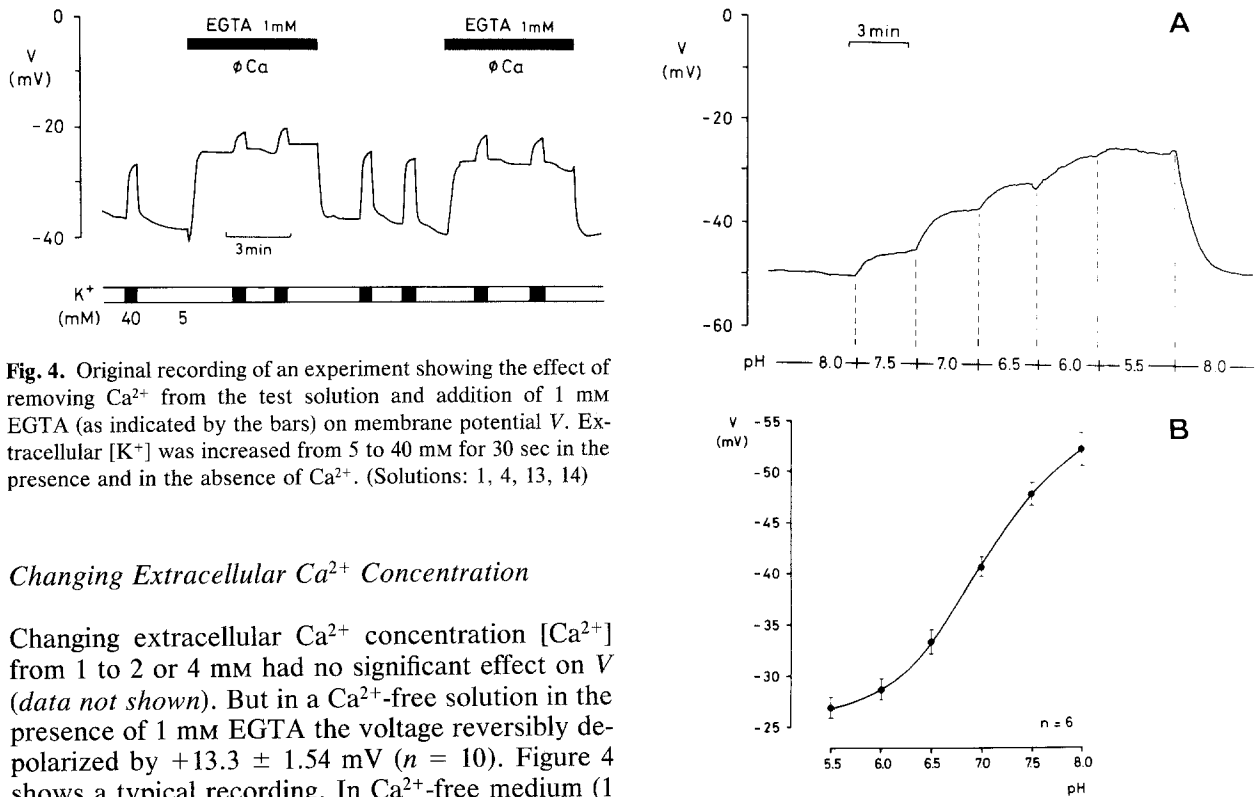 0
V
(mV)
-20
-40
EGTA 1mM
øCa
EGTA 1mM
øCa
3min
K+
(mM)
40
5
Fig. 4. Original recording of an experiment showing the effect of
removing Ca2+ from the test solution and addition of 1 mM
EGTA (as indicated by the bars) on membrane potential V. Ex-
tracellular [K+] was increased from 5 to 40 mM for 30 sec in the
presence and in the absence of Ca2+. (Solutions: 1, 4, 13, 14)
Changing Extracellular Ca2+ Concentration
Changing extracellular Ca2+ concentration [Ca2+]
from 1 to 2 or 4 mM had no significant effect on V
(data not shown). But in a Ca2+-free solution in the
presence of 1 mM EGTA the voltage reversibly de-
polarized by +13.3 ± 1.54 mV (n = 10). Figure 4
shows a typical recording. In Ca2+-free medium (1
A
0
V
(mV)
-20
-40
-60
3min
pH 8.0 7.5 7.0 6.5 6.0 5.5 8.0
B
V
(mV)
-55
-50
-45
-40
-35
-30
-25
n = 6
5.5 6.0 6.5 7.0 7.5 8.0
pH